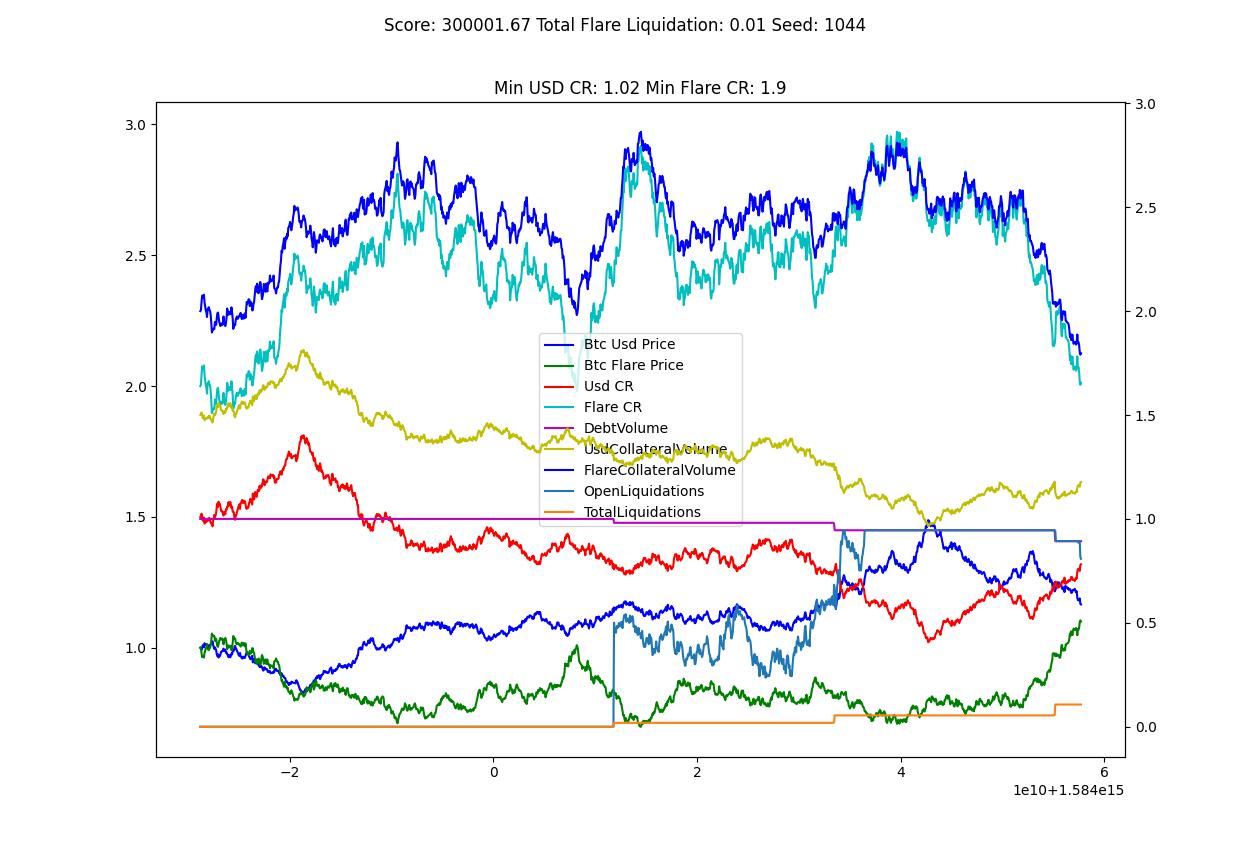 Score: 300001.67 Total Flare Liquidation: 0.01 Seed: 1044
Min USD CR: 1.02 Min Flare CR: 1.9
3.0
2.5
2.0
1.5
1.0
3.0
2.5
2.0
1.5
1.0
0.5
0.0
Btc Usd Price
Btc Flare Price
Usd CR
Flare CR
DebtVolume
UsdCollateralVolume
FlareCollateralVolume
OpenLiquidations
TotalLiquidations
−2 0 2 4 6
1e10+1.584e15